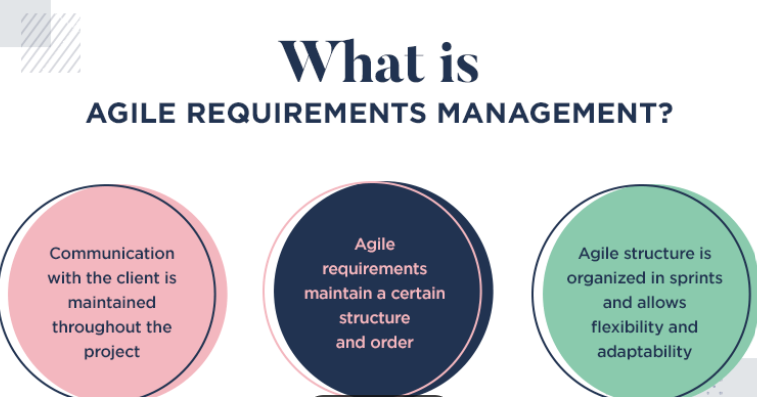 What is
AGILE REQUIREMENTS MANAGEMENT?
Communication
with the client is
maintained
throughout the
project
Agile
requirements
maintain a certain
structure
and order
Agile structure is
organized in sprints
and allows
flexibility and
adaptability